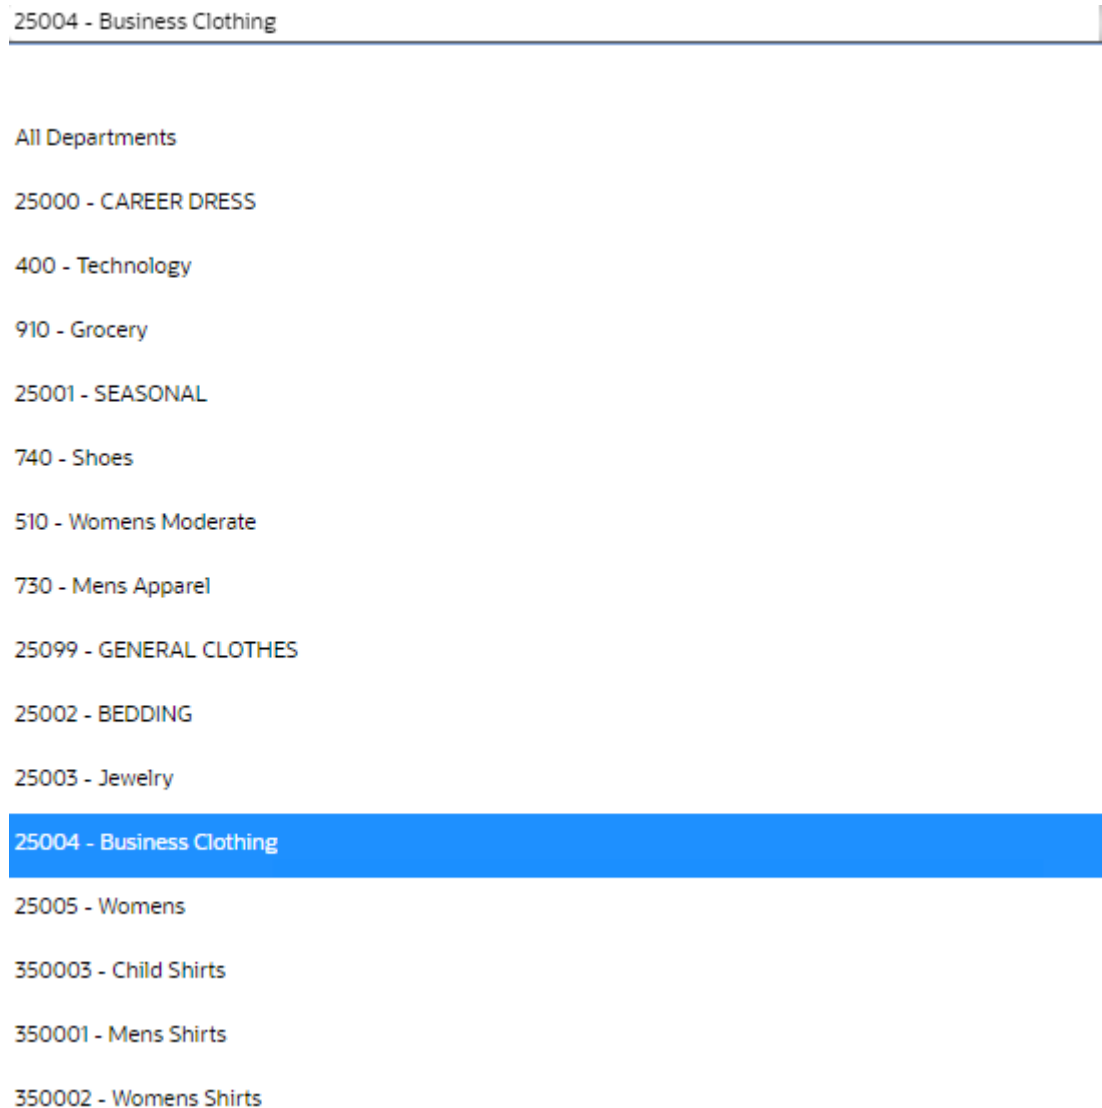 25004 - Business Clothing
All Departments
25000 - CAREER DRESS
400 - Technology
910 - Grocery
25001 - SEASONAL
740 - Shoes
510 - Womens Moderate
730 - Mens Apparel
25099 - GENERAL CLOTHES
25002 - BEDDING
25003 - Jewelry
25004 - Business Clothing
25005 - Womens
350003 - Child Shirts
350001 - Mens Shirts
350002 - Womens Shirts